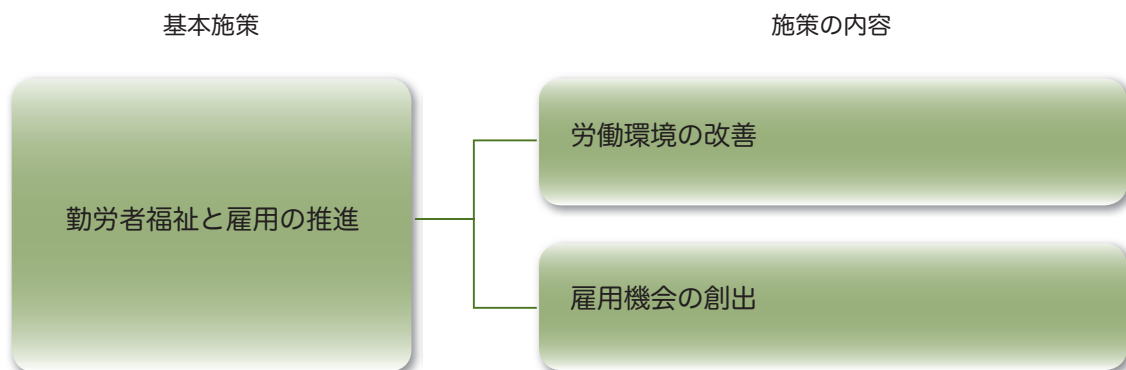 基本施策
施策の内容
勤労者福祉と雇用の推進
労働環境の改善
雇用機会の創出